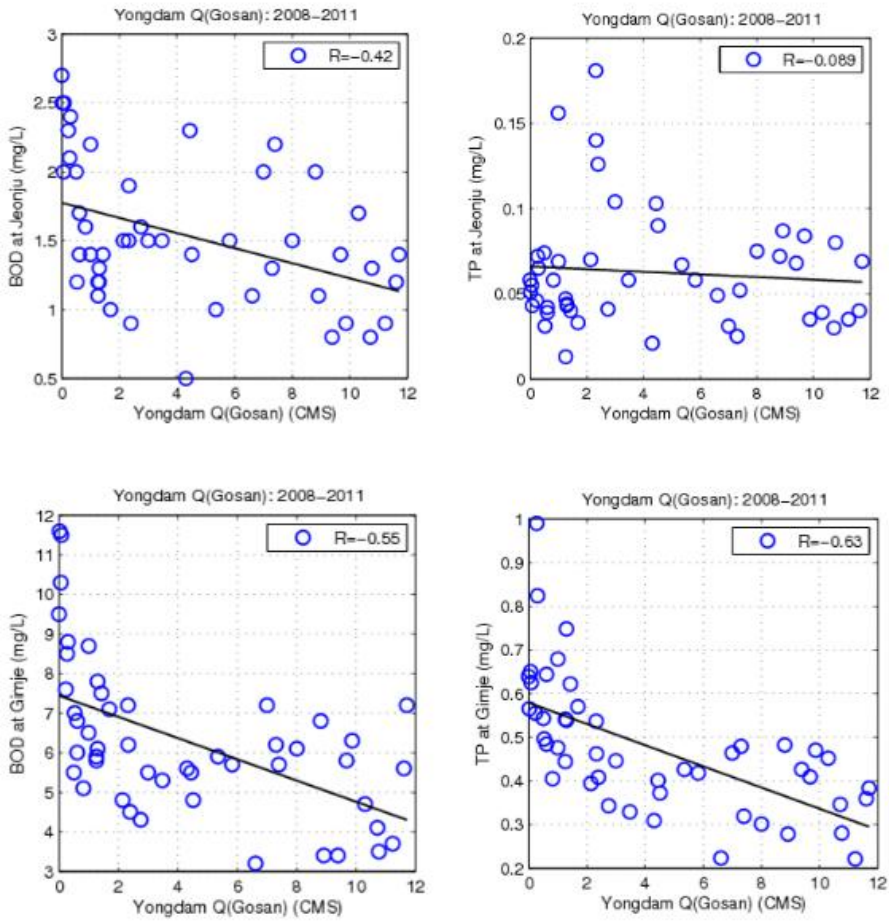 Yongdam Q(Gosan): 2008−2011
R=−0.42
BOD at Jeonju (mg/L)
3
2.5
2
1.5
1
0.5
0 2 4 6 8 10 12
Yongdam Q(Gosan) (CMS)
Yongdam Q(Gosan): 2008−2011
R=−0.089
TP at Jeonju (mg/L)
0.2
0.15
0.1
0.05
0
0 2 4 6 8 10 12
Yongdam Q(Gosan) (CMS)
Yongdam Q(Gosan): 2008−2011
R=−0.55
BOD at Gimje (mg/L)
12
11
10
9
8
7
6
5
4
3
0 2 4 6 8 10 12
Yongdam Q(Gosan) (CMS)
Yongdam Q(Gosan): 2008−2011
R=−0.63
TP at Gimje (mg/L)
1
0.9
0.8
0.7
0.6
0.5
0.4
0.3
0.2
0 2 4 6 8 10 12
Yongdam Q(Gosan) (CMS)